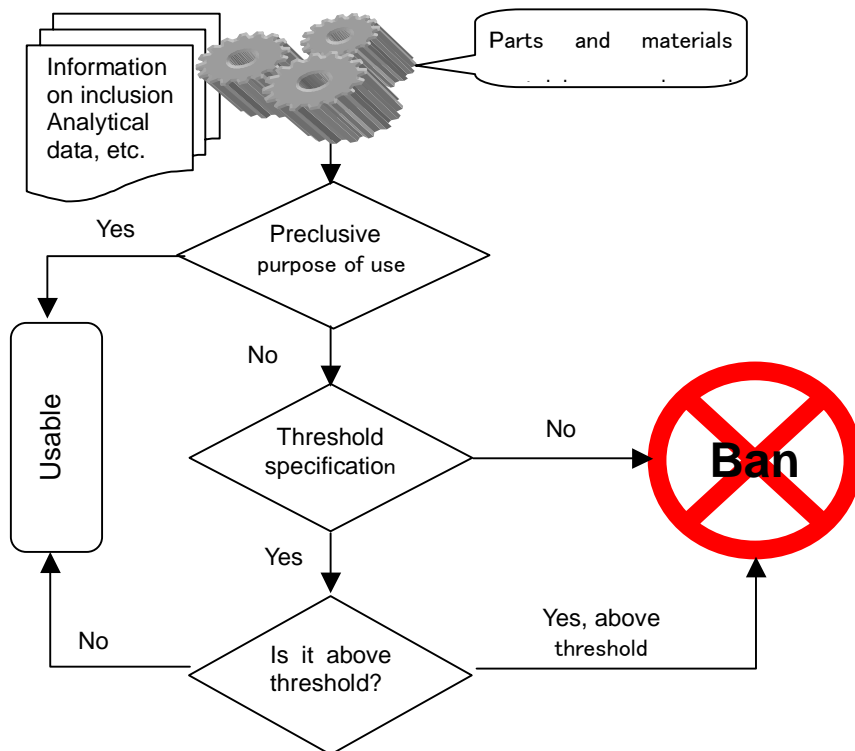 Information
on inclusion
Analytical
data, etc.
Parts and materials
Yes
Preclusive
purpose of use
No
Usable
Threshold
specification
No
Ban
Yes
No
Is it above
threshold?
Yes, above
threshold